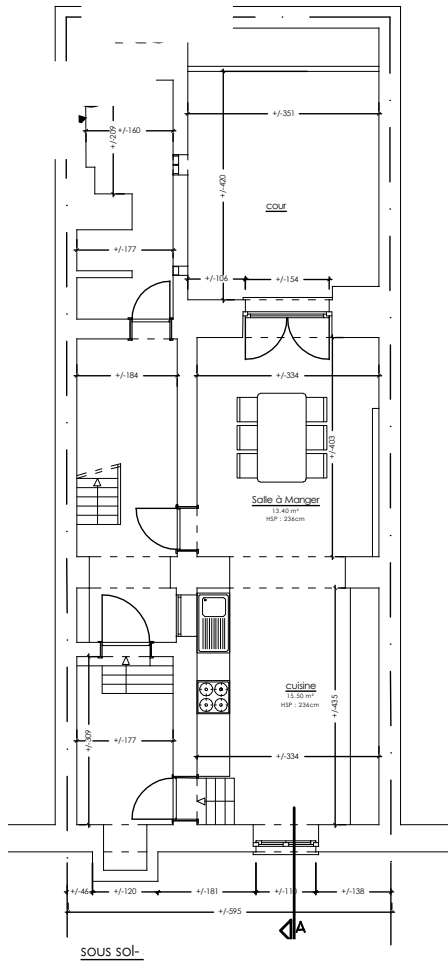 +/-351
+/-209
+/-160
+/-420
cour
+/-177
+/-106
+/-154
+/-184
+/-334
+/-403
Salle à Manger
13.40 m²
HSP : 236cm
cuisine
15.50 m²
HSP : 236cm
+/-435
+/-309
+/-177
+/-334
+/-46
+/-120
+/-181
+/-110
+/-138
A
+/-595
sous sol-